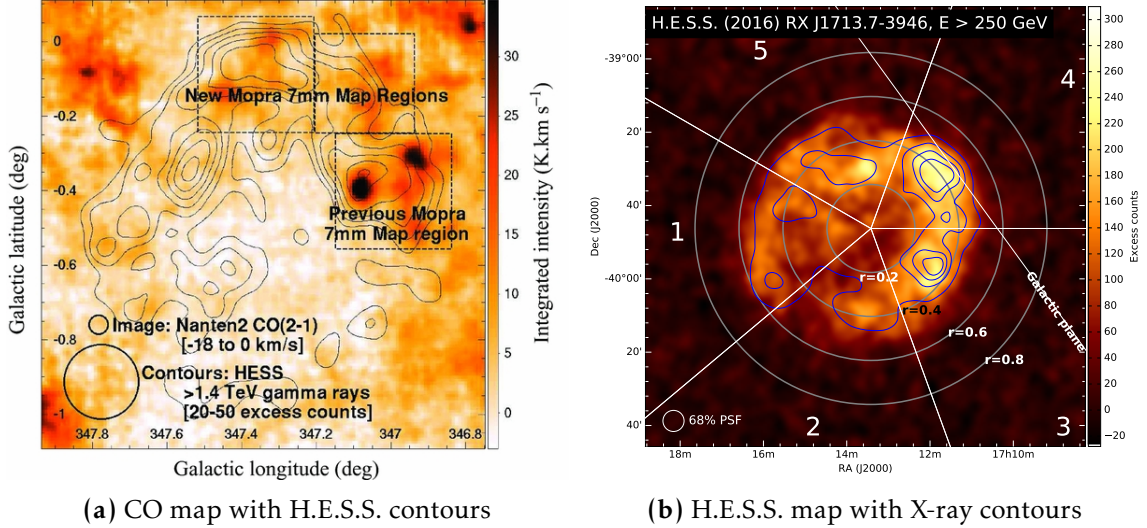 0
-0.2
-0.4
-0.6
-0.8
-1
347.8
347.6
347.4
347.2
347
346.8
Galactic latitude (deg)
Galactic longitude (deg)
New Mopra 7mm Map Regions
Previous Mopra
7mm Map region
Image: Nanten2 CO(2-1)
[-18 to 0 km/s]
Contours: HESS
>1.4 TeV gamma rays
[20-50 excess counts]
30
25
20
15
10
5
0
Integrated intensity (K.km s⁻¹)
(a) CO map with H.E.S.S. contours
H.E.S.S. (2016) RX J1713.7-3946, E > 250 GeV
5
4
1
2
3
r=0.2
r=0.4
r=0.6
r=0.8
Galactic plane
68% PSF
-39°00'
20'
40'
-40°00'
20'
40'
Dec (J2000)
18m
16m
14m
12m
17h10m
RA (J2000)
300
280
260
240
220
200
180
160
140
120
100
80
60
40
20
0
−20
Excess counts
(b) H.E.S.S. map with X-ray contours